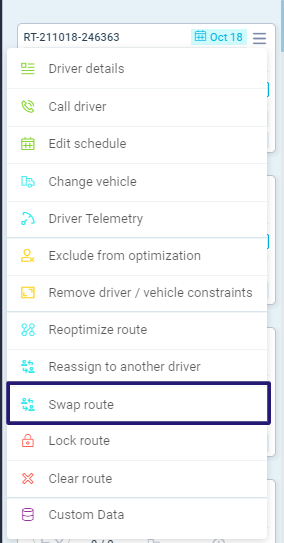 RT-211018-246363 Oct 18
Driver details
Call driver
Edit schedule
Change vehicle
Driver Telemetry
Exclude from optimization
Remove driver / vehicle constraints
Reoptimize route
Reassign to another driver
Swap route
Lock route
Clear route
Custom Data